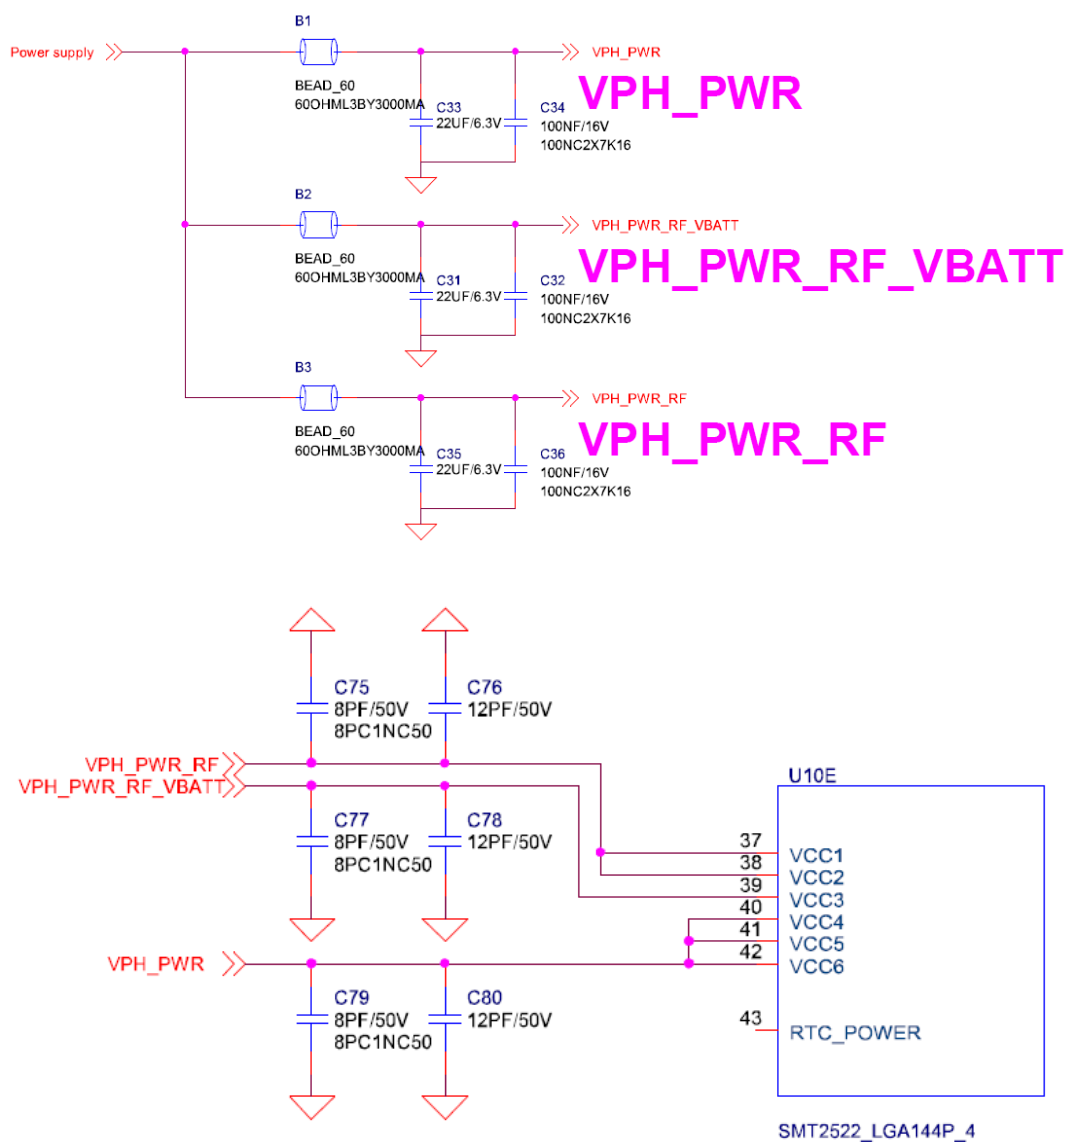 B1
Power supply
VPH_PWR
VPH_PWR
BEAD_60
60OHML3BY3000MA
C33
22UF/6.3V
C34
100NF/16V
100NC2X7K16
B2
VPH_PWR_RF_VBATT
VPH_PWR_RF_VBATT
BEAD_60
60OHML3BY3000MA
C31
22UF/6.3V
C32
100NF/16V
100NC2X7K16
B3
VPH_PWR_RF
VPH_PWR_RF
BEAD_60
60OHML3BY3000MA
C35
22UF/6.3V
C36
100NF/16V
100NC2X7K16
C75
8PF/50V
8PC1NC50
C76
12PF/50V
VPH_PWR_RF
VPH_PWR_RF_VBATT
C77
8PF/50V
8PC1NC50
C78
12PF/50V
VPH_PWR
C79
8PF/50V
8PC1NC50
C80
12PF/50V
U10E
37 VCC1
38 VCC2
39 VCC3
40 VCC4
41 VCC5
42 VCC6
43 RTC_POWER
SMT2522_LGA144P_4